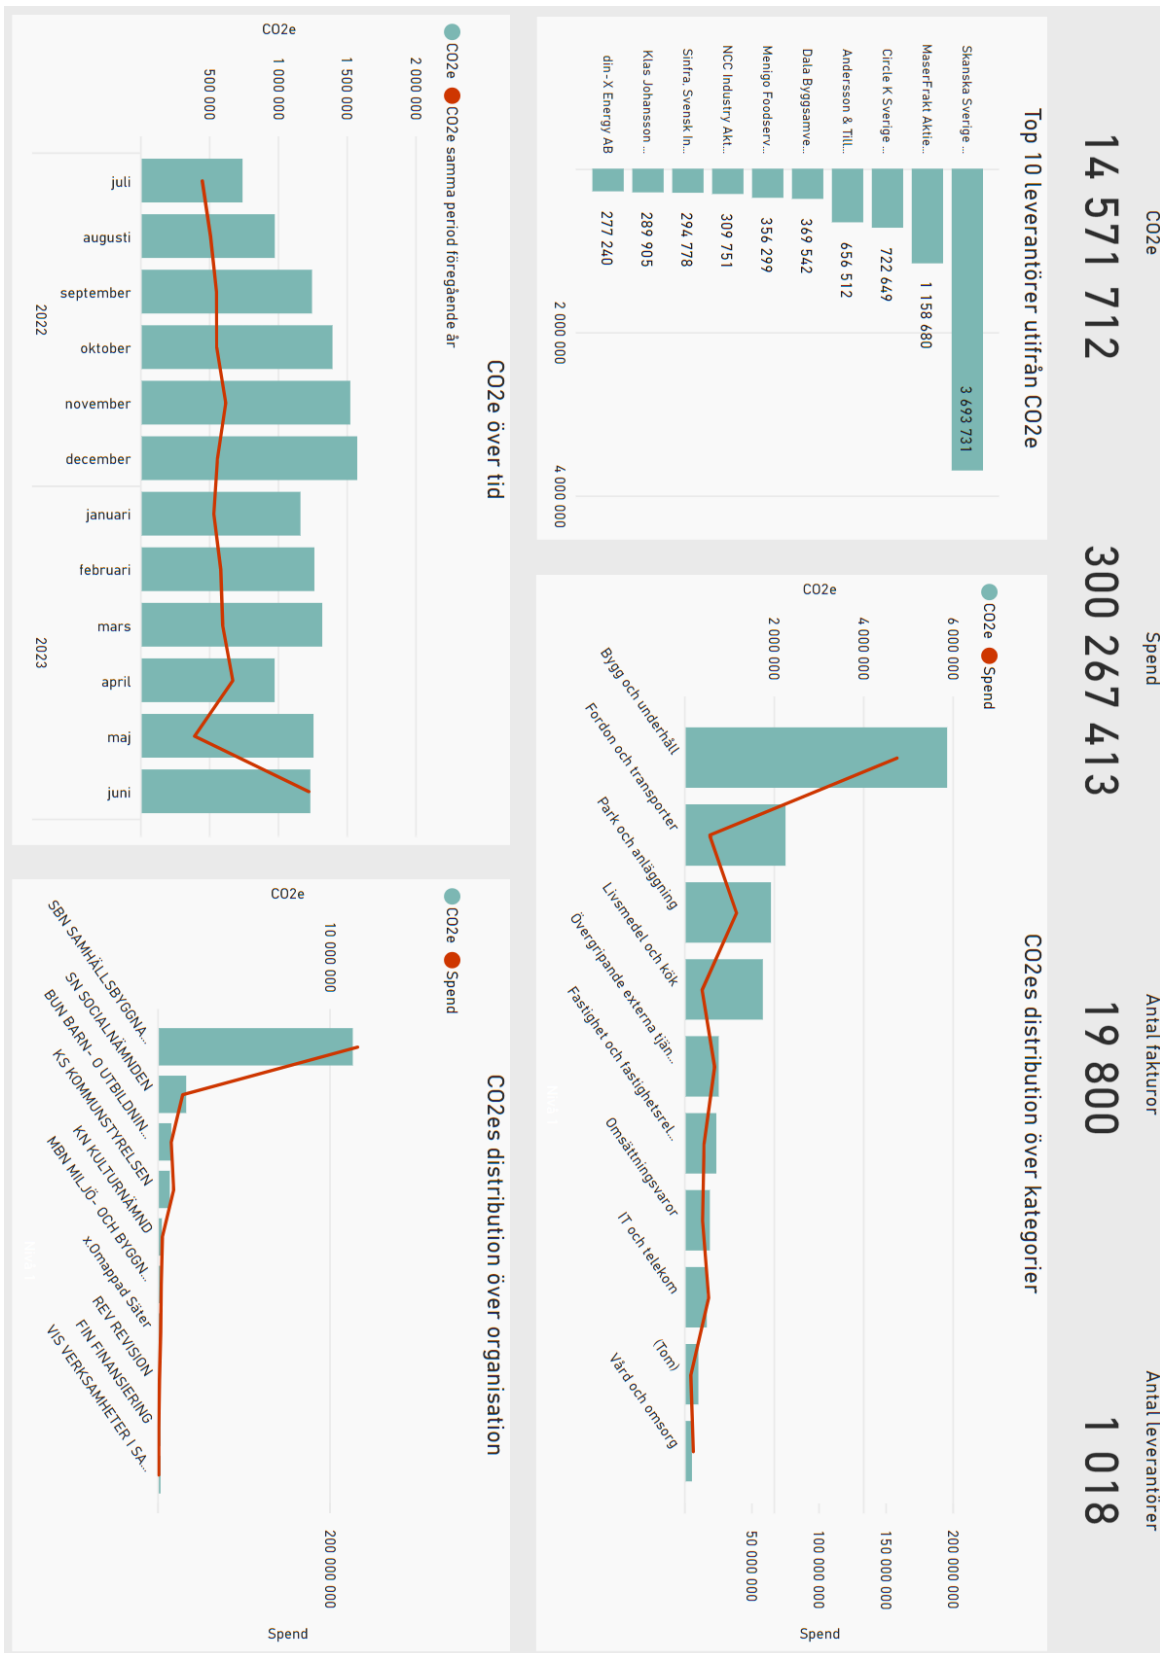 CO2e
14 571 712
Spend
300 267 413
Antal fakturor
19 800
Antal leverantörer
1 018
Top 10 leverantörer utifrån CO2e
Skanska Sverige ...
3 693 731
MaserFrakt Aktie...
1 158 680
Circle K Sverige ...
722 649
Andersson & Till...
656 512
Dala Byggsamve...
369 542
Menigo Foodserv...
356 299
NCC Industry Akt...
309 751
Sinfra. Svensk In...
294 778
Klas Johansson ...
289 905
din-X Energy AB
277 240
2 000 000
4 000 000
CO2es distribution över kategorier
CO2e Spend
6 000 000
4 000 000
2 000 000
CO2e
200 000 000
150 000 000
100 000 000
50 000 000
Spend
Bygg och underhåll
Fordon och transporter
Park och anläggning
Livsmedel och kök
Övergripande externa tjän...
Fastighet och fastighetsrel...
Omsättningsvaror
IT och telekom
(Tom)
Vård och omsorg
Nivå 1
CO2e över tid
CO2e CO2e samma period föregående år
2 000 000
1 500 000
1 000 000
500 000
CO2e
juli
augusti
september
oktober
november
december
januari
februari
mars
april
maj
juni
2022
2023
CO2es distribution över organisation
CO2e Spend
10 000 000
CO2e
200 000 000
Spend
SBN SAMHÄLLSBYGGNA...
SN SOCIALNÄMNDEN
BUN BARN- O UTBILDNIN...
KS KOMMUNSTYRELSEN
KN KULTURNÄMND
MBN MILJÖ- OCH BYGGN...
x.Omappad Säter
REV REVISION
FIN FINANSIERING
VIS VERKSAMHETER I SA...
Nivå 1